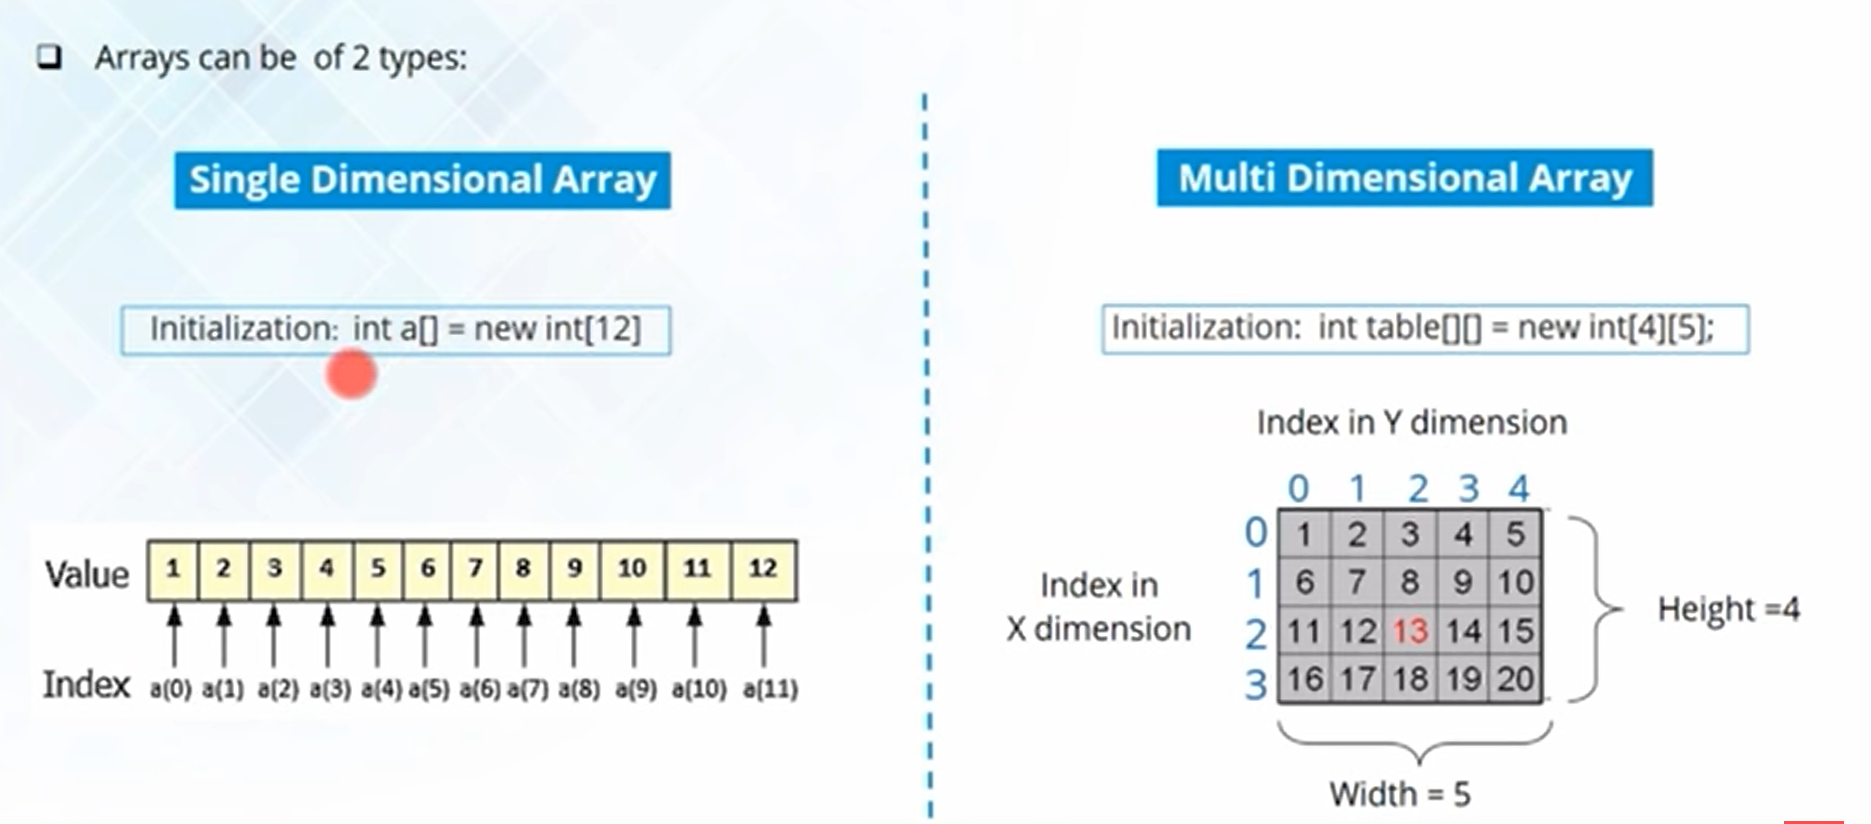 Arrays can be of 2 types:
Single Dimensional Array
Initialization: int a[] = new int[12]
Value 1 2 3 4 5 6 7 8 9 10 11 12
Index a(0) a(1) a(2) a(3) a(4) a(5) a(6) a(7) a(8) a(9) a(10) a(11)
Multi Dimensional Array
Initialization: int table[][] = new int[4][5];
Index in Y dimension
0 1 2 3 4
Index in
X dimension
0 1 2 3 4 5
1 6 7 8 9 10
2 11 12 13 14 15
3 16 17 18 19 20
Height =4
Width = 5